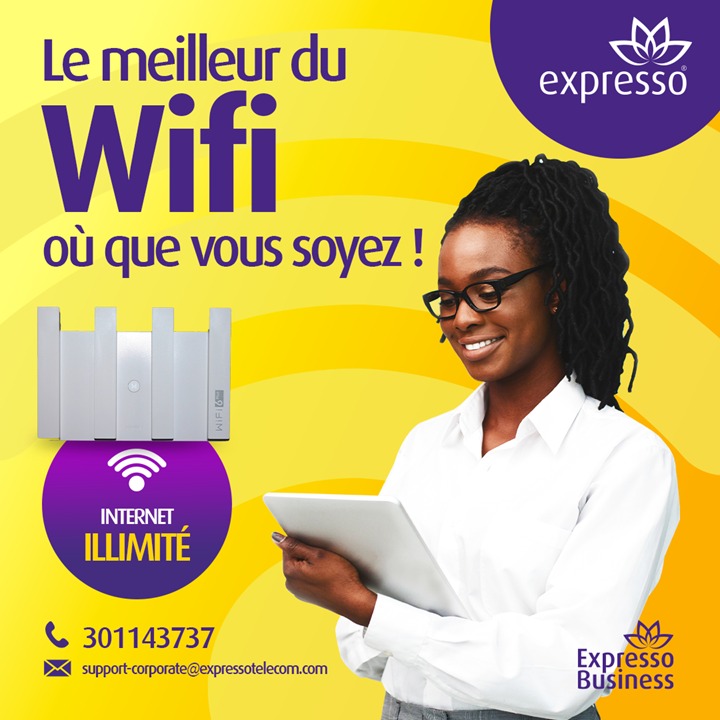 Le meilleur du
Wifi
où que vous soyez !
expresso®
WiFi 6
INTERNET
ILLIMITÉ
301143737
support-corporate@expressotelecom.com
Expresso
Business